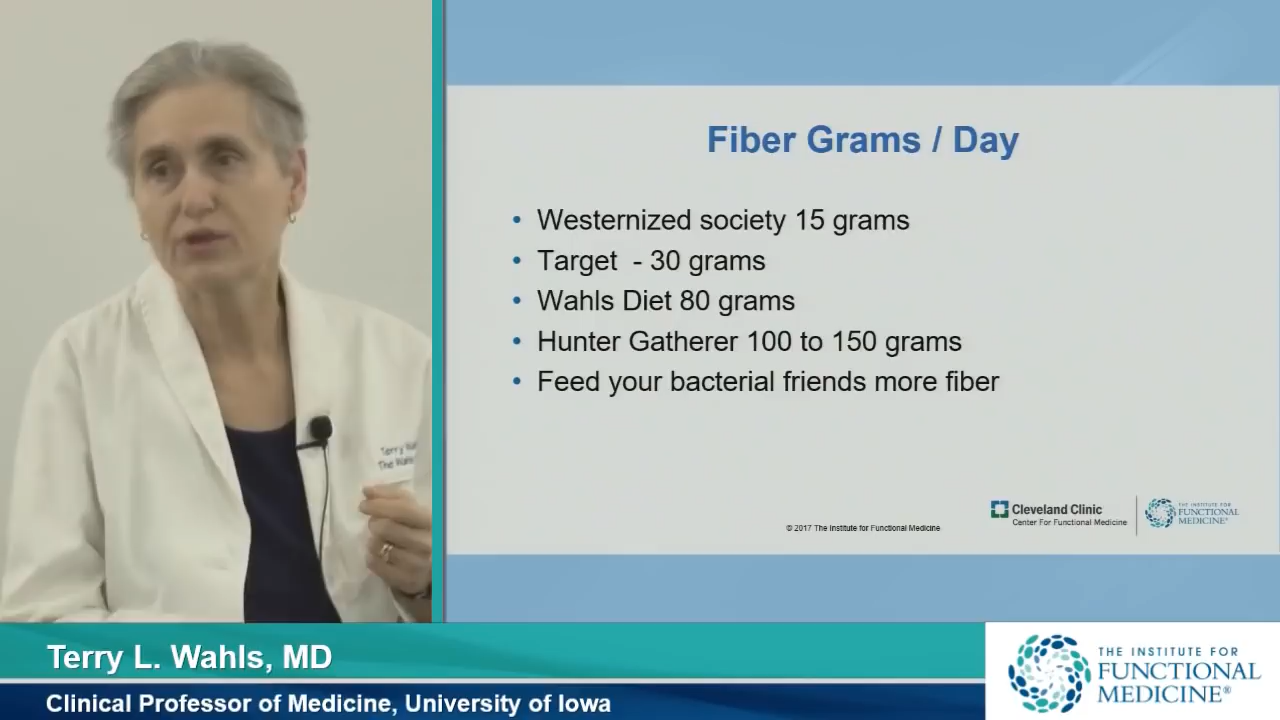 Fiber Grams / Day
• Westernized society 15 grams
• Target - 30 grams
• Wahls Diet 80 grams
• Hunter Gatherer 100 to 150 grams
• Feed your bacterial friends more fiber
© 2017 The Institute for Functional Medicine
Cleveland Clinic
Center For Functional Medicine
THE INSTITUTE FOR
FUNCTIONAL
MEDICINE®
Terry
The Wahls
Terry L. Wahls, MD
Clinical Professor of Medicine, University of Iowa
THE INSTITUTE FOR
FUNCTIONAL
MEDICINE®